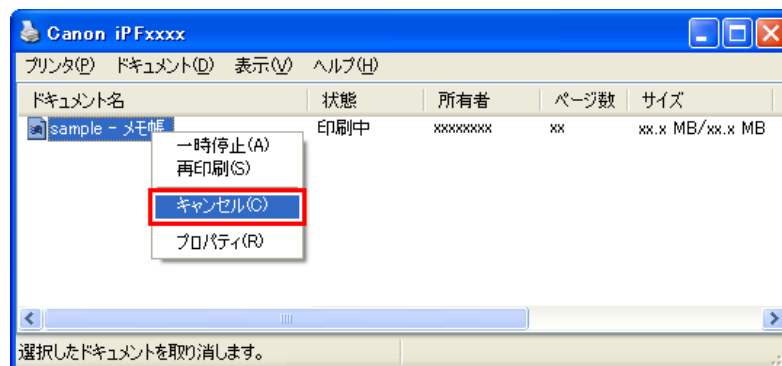 Canon iPFxxxx
プリンタ(P) ドキュメント(D) 表示(V) ヘルプ(H)
ドキュメント名 状態 所有者 ページ数 サイズ
sample - メモ帳 印刷中 xxxxxxxx xx xx.x MB/xx.x MB
一時停止(A)
再印刷(S)
キャンセル(C)
プロパティ(R)
選択したドキュメントを取り消します。